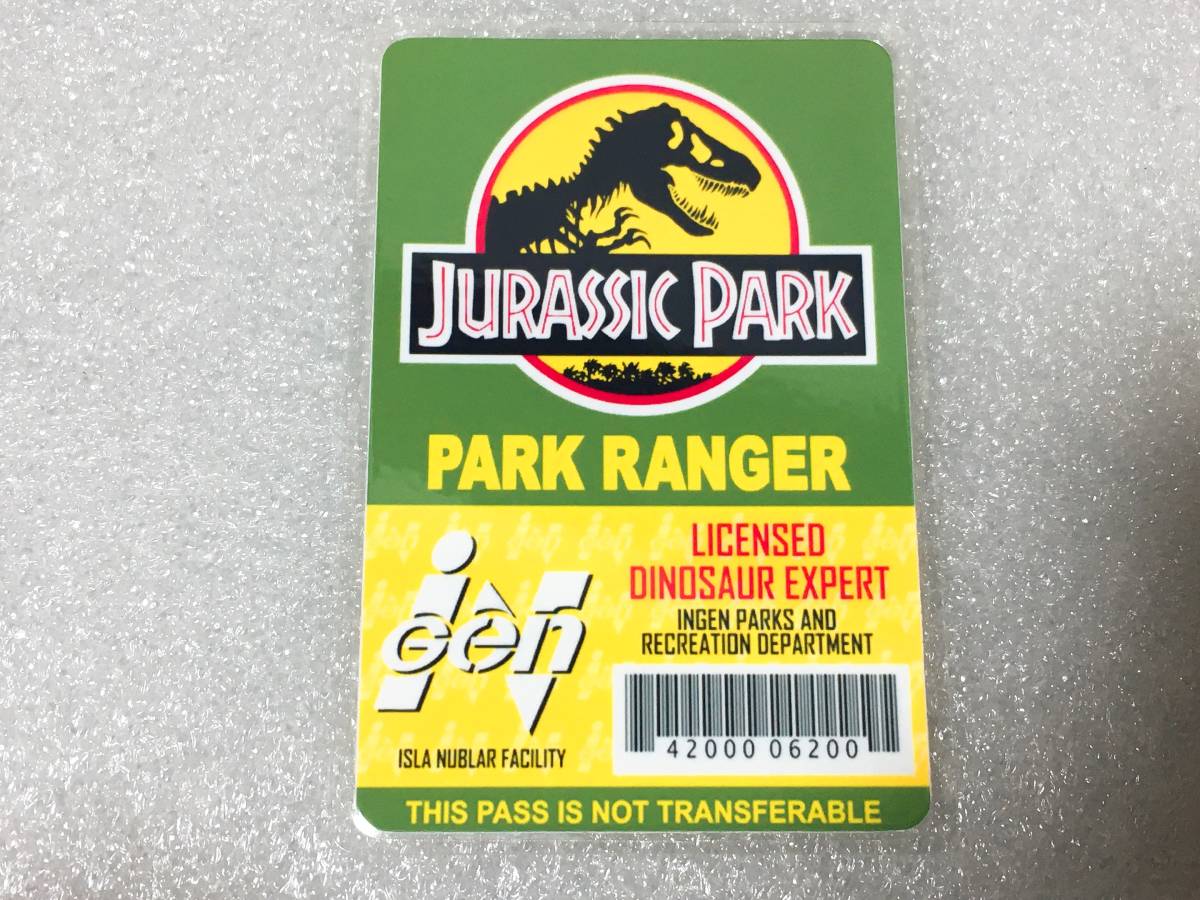 JURASSIC PARK
PARK RANGER
LICENSED
DINOSAUR EXPERT
INGEN PARKS AND
RECREATION DEPARTMENT
InGen
ISLA NUBLAR FACILITY
42000 06200
THIS PASS IS NOT TRANSFERABLE